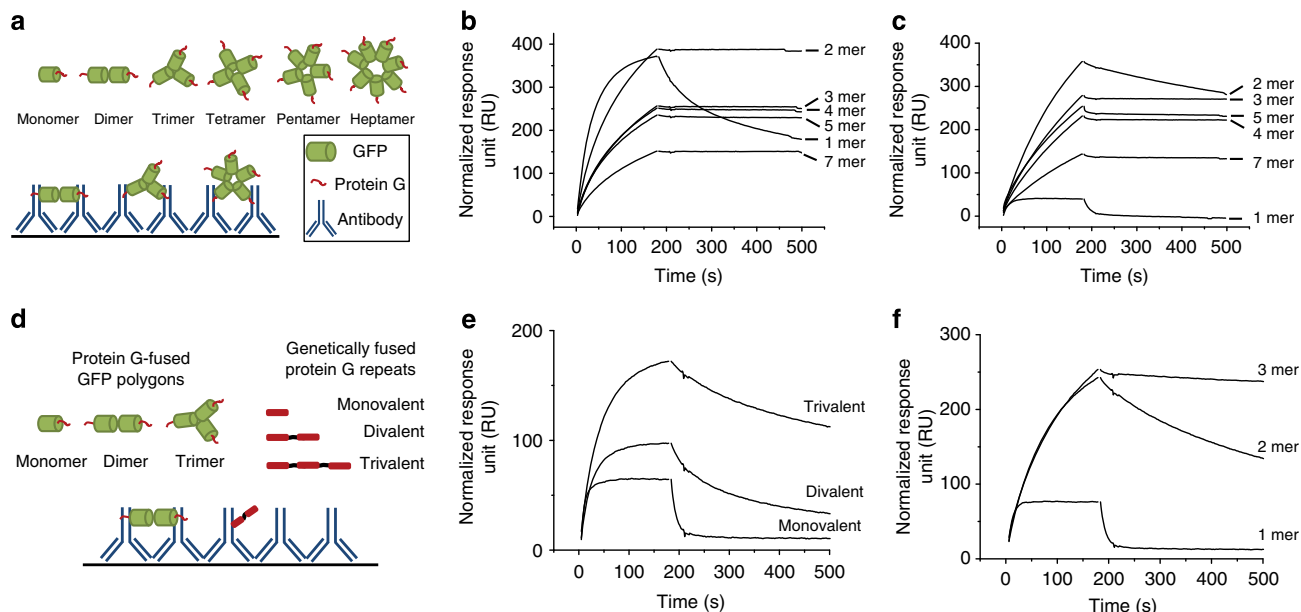 a
Monomer Dimer Trimer Tetramer Pentamer Heptamer
GFP
Protein G
Antibody
b
Normalized response
unit (RU)
400
300
200
100
0
0 100 200 300 400 500
Time (s)
2 mer
3 mer
4 mer
5 mer
1 mer
7 mer
c
Normalized response
unit (RU)
400
300
200
100
0
0 100 200 300 400 500
Time (s)
2 mer
3 mer
5 mer
4 mer
7 mer
1 mer
d
Protein G-fused
GFP polygons
Monomer Dimer Trimer
Genetically fused
protein G repeats
Monovalent
Divalent
Trivalent
e
Normalized response
unit (RU)
200
100
0
0 100 200 300 400 500
Time (s)
Trivalent
Divalent
Monovalent
f
Normalized response
unit (RU)
300
200
100
0
0 100 200 300 400 500
Time (s)
3 mer
2 mer
1 mer